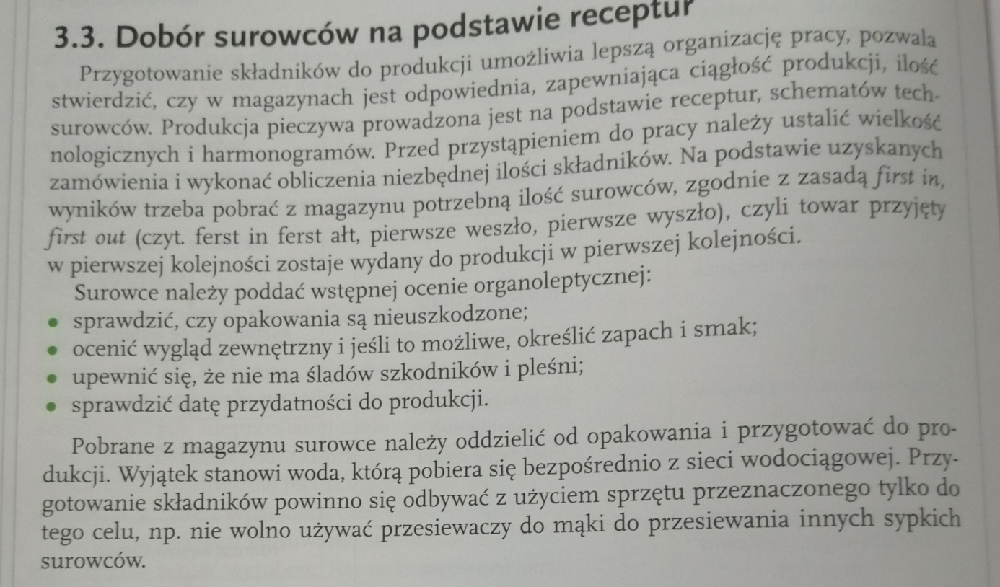 3.3. Dobór surowców na podstawie receptur
Przygotowanie składników do produkcji umożliwia lepszą organizację pracy, pozwala
stwierdzić, czy w magazynach jest odpowiednia, zapewniająca ciągłość produkcji, ilość
surowców. Produkcja pieczywa prowadzona jest na podstawie receptur, schematów tech-
nologicznych i harmonogramów. Przed przystąpieniem do pracy należy ustalić wielkość
zamówienia i wykonać obliczenia niezbędnej ilości składników. Na podstawie uzyskanych
wyników trzeba pobrać z magazynu potrzebną ilość surowców, zgodnie z zasadą first in,
first out (czyt. ferst in ferst ałt, pierwsze weszło, pierwsze wyszło), czyli towar przyjęty
w pierwszej kolejności zostaje wydany do produkcji w pierwszej kolejności.
Surowce należy poddać wstępnej ocenie organoleptycznej:
• sprawdzić, czy opakowania są nieuszkodzone;
• ocenić wygląd zewnętrzny i jeśli to możliwe, określić zapach i smak;
• upewnić się, że nie ma śladów szkodników i pleśni;
• sprawdzić datę przydatności do produkcji.
Pobrane z magazynu surowce należy oddzielić od opakowania i przygotować do pro-
dukcji. Wyjątek stanowi woda, którą pobiera się bezpośrednio z sieci wodociągowej. Przy-
gotowanie składników powinno się odbywać z użyciem sprzętu przeznaczonego tylko do
tego celu, np. nie wolno używać przesiewaczy do mąki do przesiewania innych sypkich
surowców.